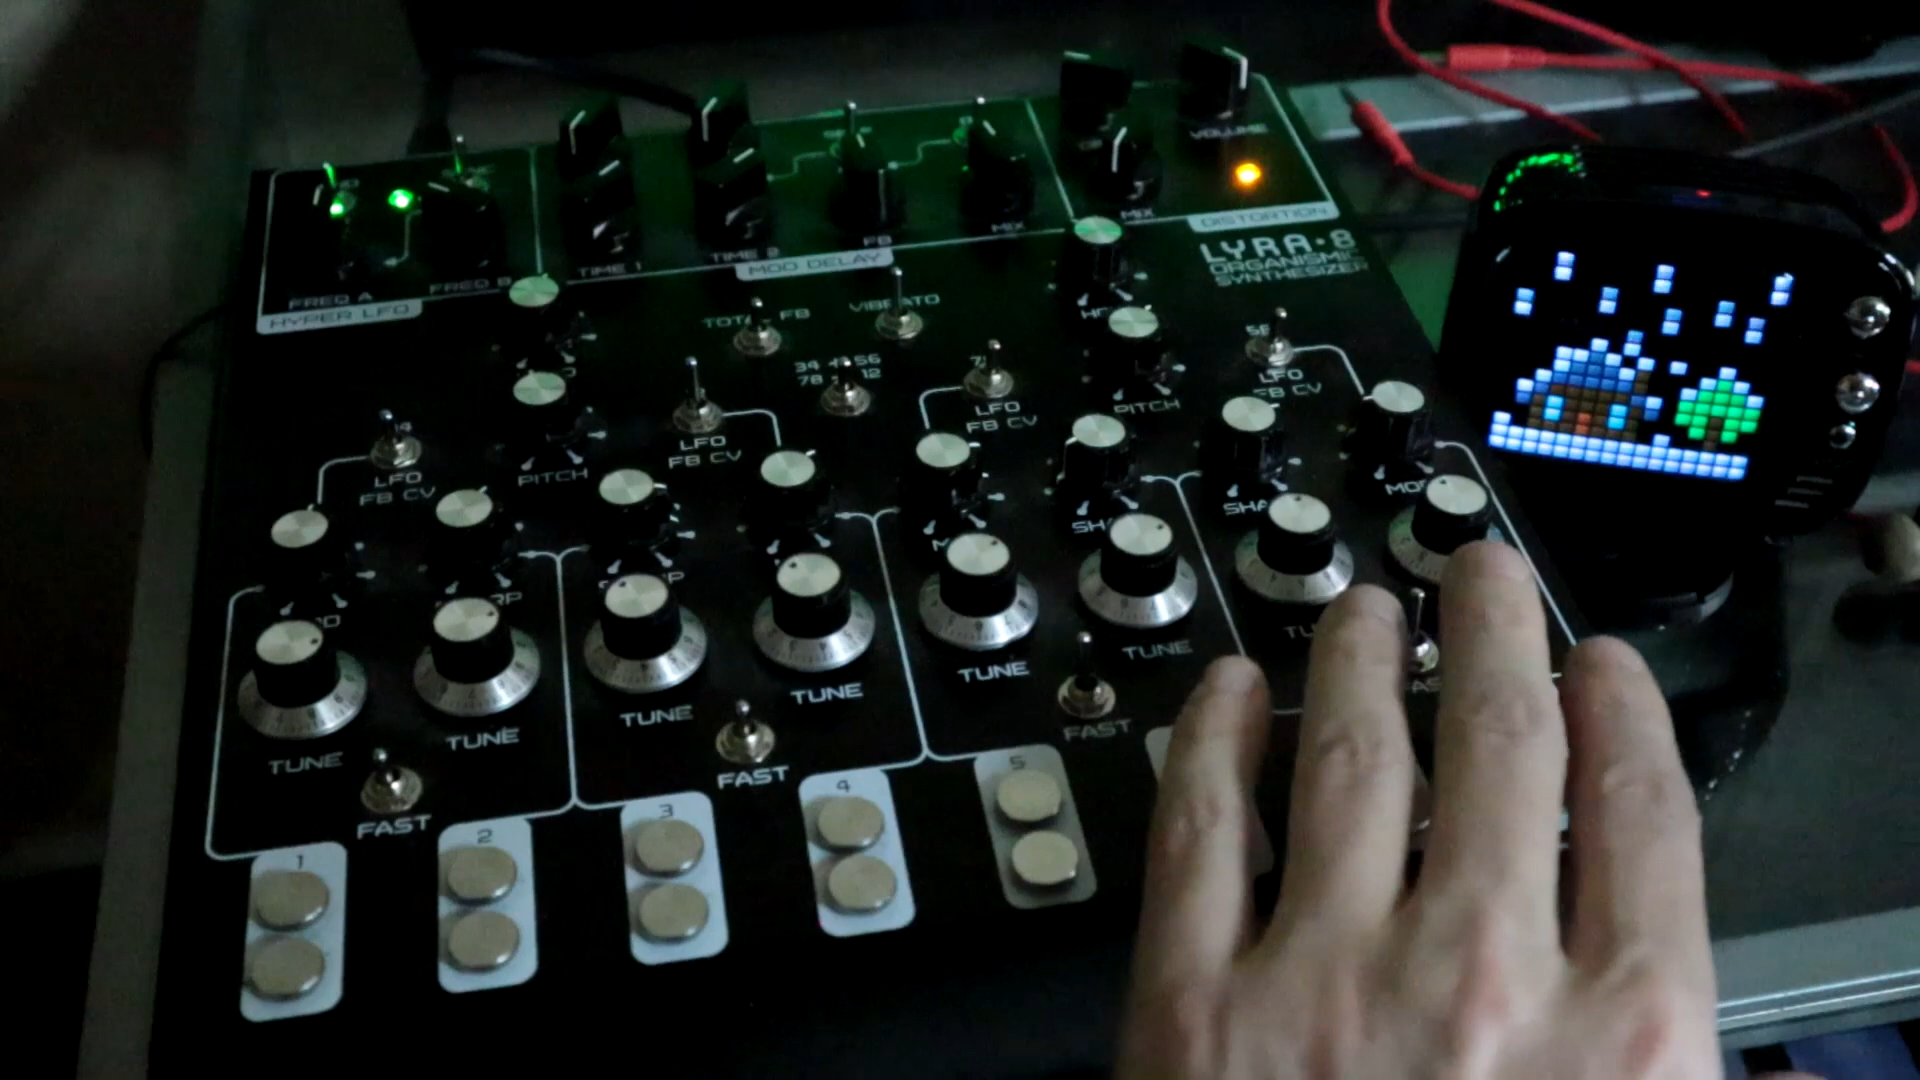 VOLUME
MIX
DISTORTION
TIME 1
TIME 2
FB
MIX
MOD DELAY
FREQ A
FREQ B
HYPER LFO
LYRA-8
ORGANISMIC
SYNTHESIZER
VIBRATO
FB
34
56
78
12
LFO
FB CV
PITCH
LFO
FB CV
LFO
FB CV
PITCH
LFO
FB CV
TUNE
TUNE
TUNE
TUNE
TUNE
TUNE
FAST
FAST
FAST
1
2
3
4
5